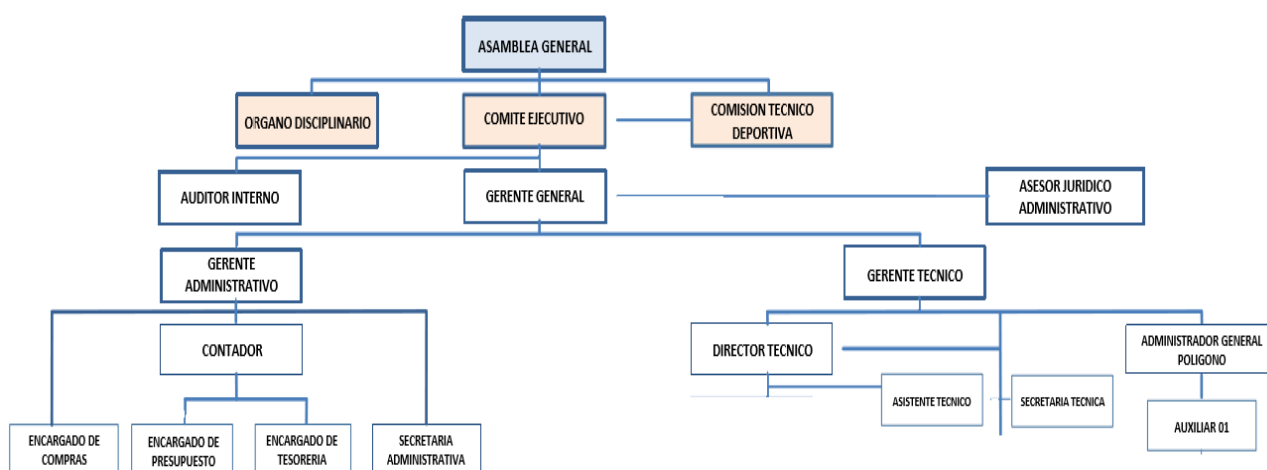 ASAMBLEA GENERAL
ORGANO DISCIPLINARIO
COMITE EJECUTIVO
COMISION TECNICO
DEPORTIVA
AUDITOR INTERNO
GERENTE GENERAL
ASESOR JURIDICO
ADMINISTRATIVO
GERENTE
ADMINISTRATIVO
GERENTE TECNICO
CONTADOR
DIRECTOR TECNICO
ADMINISTRADOR GENERAL
POLIGONO
ASISTENTE TECNICO
SECRETARIA TECNICA
AUXILIAR 01
ENCARGADO DE
COMPRAS
ENCARGADO DE
PRESUPUESTO
ENCARGADO DE
TESORERIA
SECRETARIA
ADMINISTRATIVA